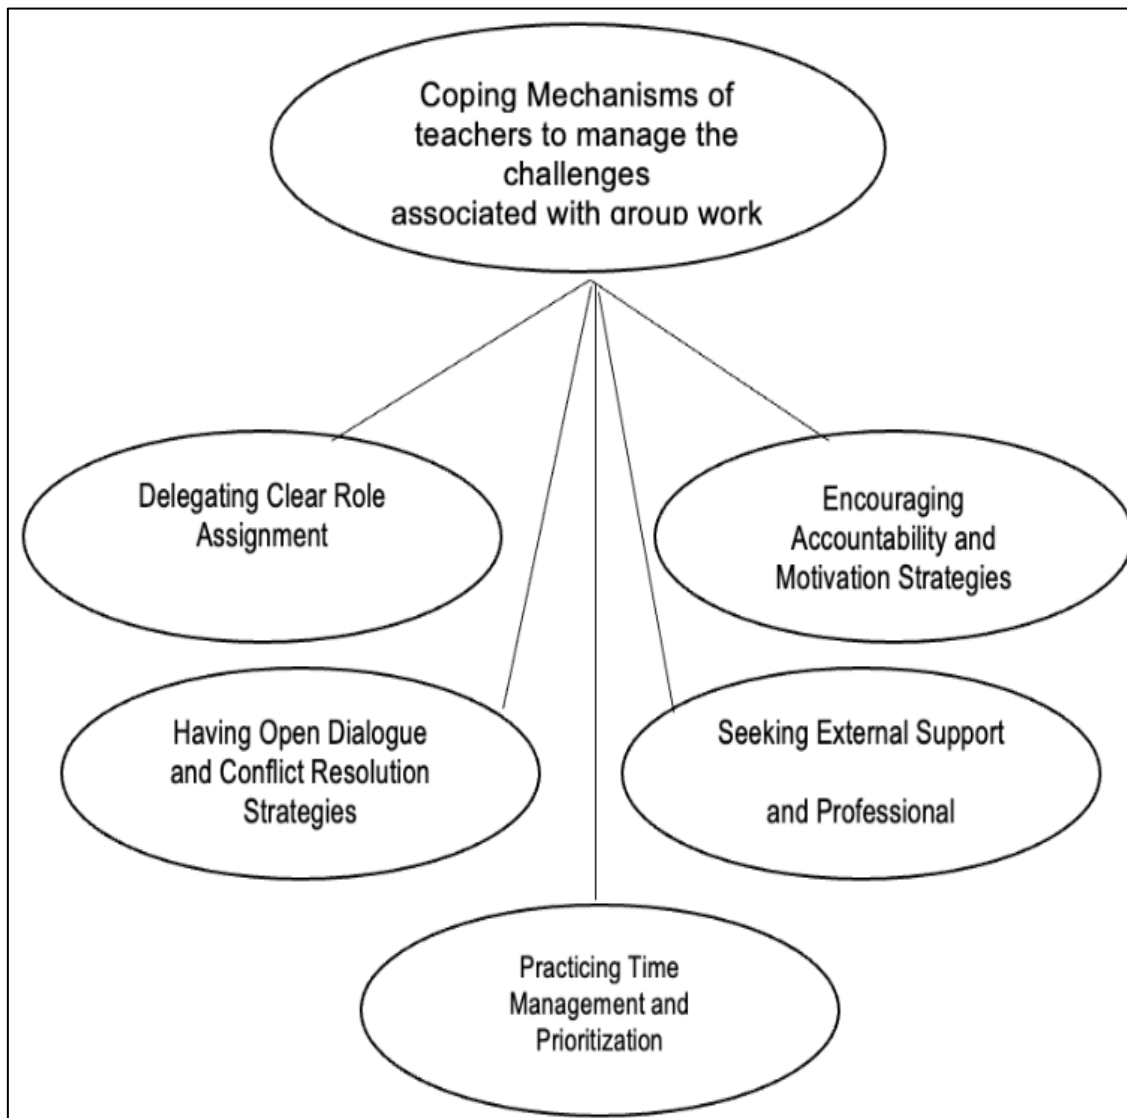 Coping Mechanisms of
teachers to manage the
challenges
associated with group work
Delegating Clear Role
Assignment
Encouraging
Accountability and
Motivation Strategies
Having Open Dialogue
and Conflict Resolution
Strategies
Seeking External Support
and Professional
Practicing Time
Management and
Prioritization